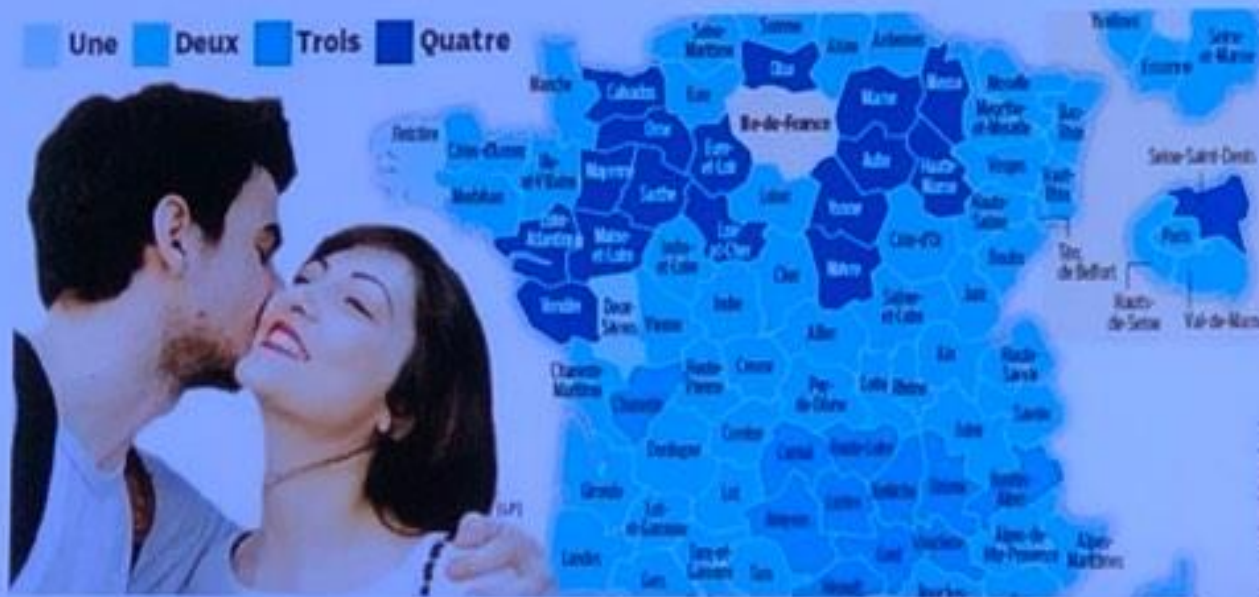 Une
Deux
Trois
Quatre
Seine-
Maritime
Somme
Oise
Aisne
Ardennes
Yvelines
Essonne
Seine-
et-Marne
Manche
Calvados
Eure
Ile-de-France
Marne
Meuse
Moselle
Meurthe-
et-Moselle
Bas-
Rhin
Finistère
Côtes-d'Armor
Morbihan
Ille-
et-Vilaine
Orne
Mayenne
Sarthe
Eure-
et-Loir
Loiret
Aube
Haute-
Marne
Vosges
Haut-
Rhin
Seine-Saint-Denis
Paris
Hauts-
de-Seine
Val-de-Marne
Loire-
Atlantique
Maine-
et-Loire
Indre-
et-Loire
Loir-
et-Cher
Yonne
Nièvre
Côte-d'Or
Haute-
Saône
Terr.
de Belfort
Doubs
Jura
Vendée
Deux-
Sèvres
Vienne
Indre
Cher
Allier
Saône-
et-Loire
Ain
Haute-
Savoie
Charente-
Maritime
Charente
Haute-
Vienne
Creuse
Puy-
de-Dôme
Loire
Rhône
Savoie
Isère
Dordogne
Corrèze
Cantal
Haute-Loire
Gironde
Lot-
et-Garonne
Lot
Aveyron
Lozère
Ardèche
Drôme
Hautes-
Alpes
(LP)
Landes
Gers
Tarn-et-
Garonne
Tarn
Gard
Vaucluse
Alpes-de-
Hte-Provence
Alpes-
Maritimes
Hérault